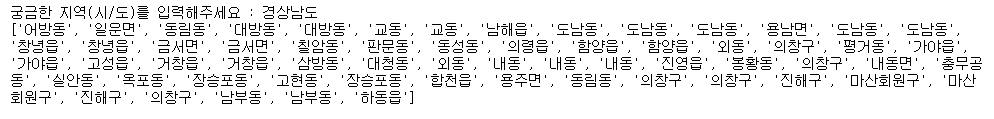 궁금한 지역(시/도)를 입력해주세요 : 경상남도
['어방동', '일운면', '동림동', '대방동', '대방동', '교동', '교동', '남해읍', '도남동', '도남동', '도남동', '용남면', '도남동', '도남동',
'창녕읍', '창녕읍', '금서면', '금서면', '칠암동', '판문동', '동성동', '의령읍', '함양읍', '함양읍', '외동', '의창구', '평거동', '가야읍',
'가야읍', '고성읍', '거창읍', '거창읍', '삼방동', '대청동', '외동', '내동', '내동', '내동', '진영읍', '봉황동', '의창구', '내동면', '충무공
동', '실안동', '옥포동', '장승포동', '고현동', '장승포동', '합천읍', '용주면', '동림동', '의창구', '의창구', '진해구', '마산회원구', '마산
회원구', '진해구', '의창구', '남부동', '남부동', '하동읍']